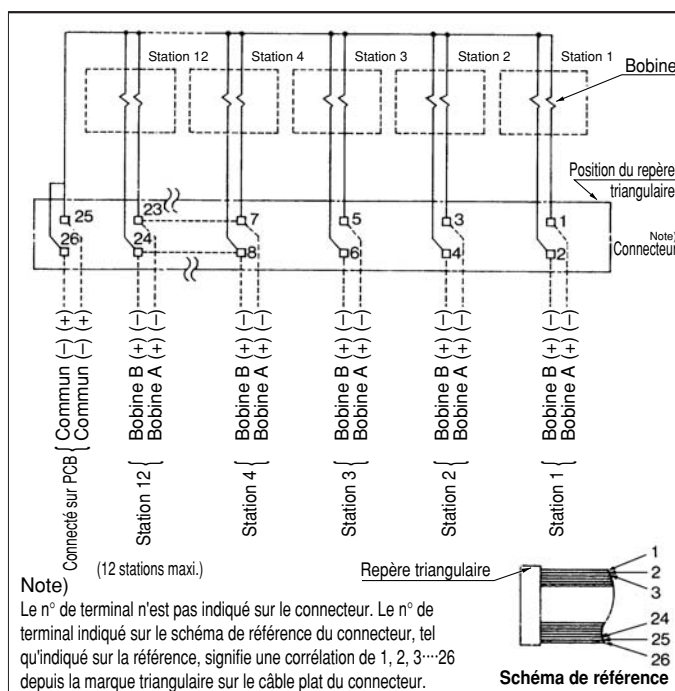 Station 12
Station 4
Station 3
Station 2
Station 1
Bobine
Position du repère
triangulaire
25
23
7
5
3
1
Note)
Connecteur
26
24
8
6
4
2
Connecté sur PCB { Commun (−) (+)
Commun (−) (+)
Station 12 { Bobine B (+) (−)
Bobine A (+) (−)
Station 4 { Bobine B (+) (−)
Bobine A (+) (−)
Station 3 { Bobine B (+) (−)
Bobine A (+) (−)
Station 2 { Bobine B (+) (−)
Bobine A (+) (−)
Station 1 { Bobine B (+) (−)
Bobine A (+) (−)
(12 stations maxi.)
Repère triangulaire
1
2
3
24
25
26
Schéma de référence
Note)
Le n° de terminal n'est pas indiqué sur le connecteur. Le n° de
terminal indiqué sur le schéma de référence du connecteur, tel
qu'indiqué sur la référence, signifie une corrélation de 1, 2, 3····26
depuis la marque triangulaire sur le câble plat du connecteur.